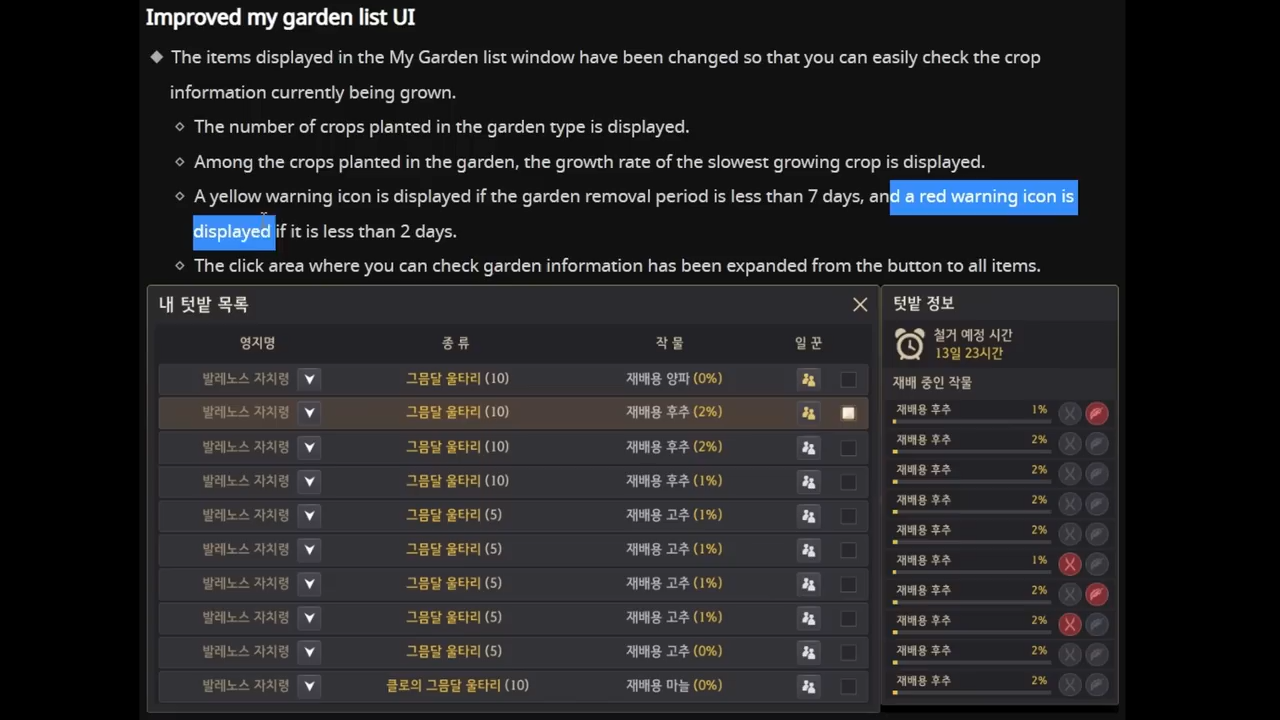 Improved my garden list UI
The items displayed in the My Garden list window have been changed so that you can easily check the crop
information currently being grown.
The number of crops planted in the garden type is displayed.
Among the crops planted in the garden, the growth rate of the slowest growing crop is displayed.
A yellow warning icon is displayed if the garden removal period is less than 7 days, and a red warning icon is
displayed if it is less than 2 days.
The click area where you can check garden information has been expanded from the button to all items.
내 텃밭 목록
영지명 종류 작물 일꾼
발레노스 자치령 그믐달 울타리 (10) 재배용 양파 (0%)
발레노스 자치령 그믐달 울타리 (10) 재배용 후추 (2%)
발레노스 자치령 그믐달 울타리 (10) 재배용 후추 (2%)
발레노스 자치령 그믐달 울타리 (10) 재배용 후추 (1%)
발레노스 자치령 그믐달 울타리 (5) 재배용 고추 (1%)
발레노스 자치령 그믐달 울타리 (5) 재배용 고추 (1%)
발레노스 자치령 그믐달 울타리 (5) 재배용 고추 (1%)
발레노스 자치령 그믐달 울타리 (5) 재배용 고추 (1%)
발레노스 자치령 그믐달 울타리 (5) 재배용 고추 (0%)
발레노스 자치령 클로의 그믐달 울타리 (10) 재배용 마늘 (0%)
텃밭 정보
철거 예정 시간
13일 23시간
재배 중인 작물
재배용 후추 1%
재배용 후추 2%
재배용 후추 2%
재배용 후추 2%
재배용 후추 2%
재배용 후추 1%
재배용 후추 2%
재배용 후추 2%
재배용 후추 2%
재배용 후추 2%